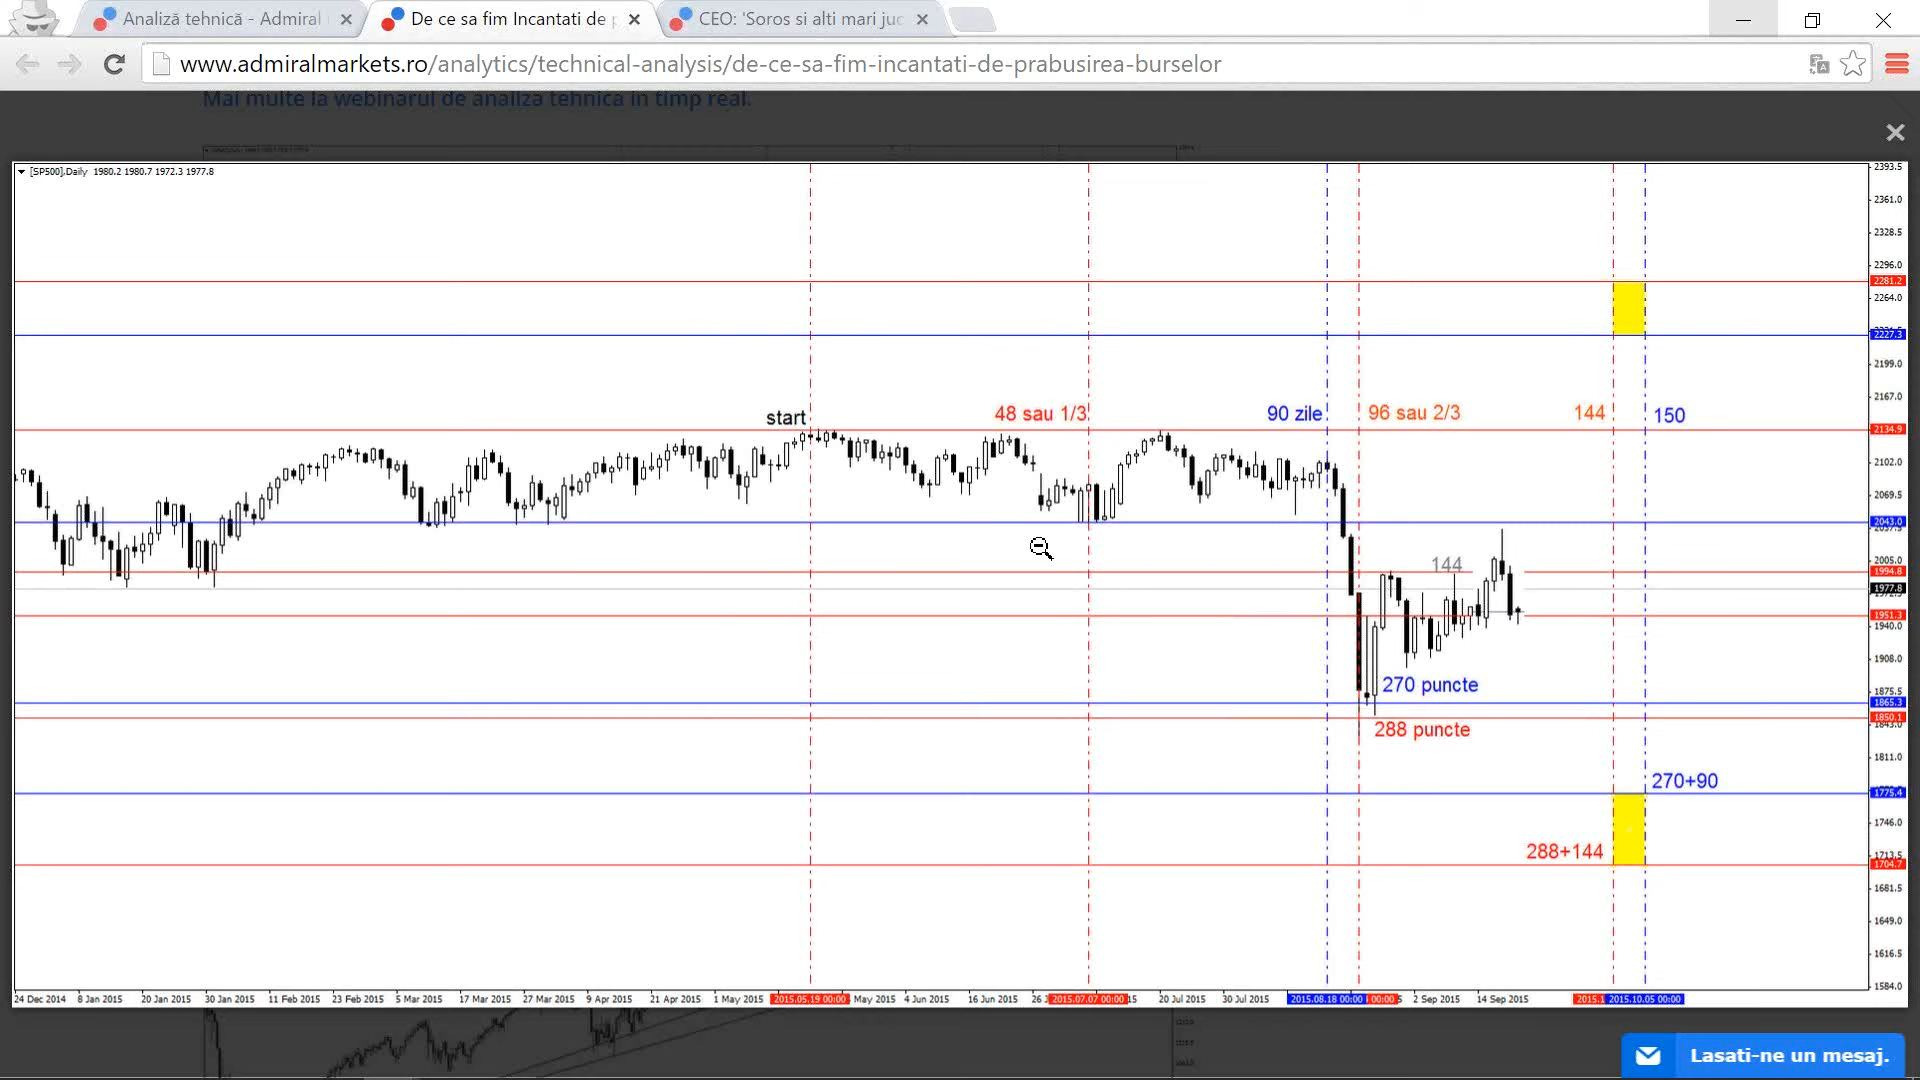 Analiză tehnică - Admiral
De ce sa fim Incantati de p
CEO: 'Soros si alti mari juc
www.admiralmarkets.ro/analytics/technical-analysis/de-ce-sa-fim-incantati-de-prabusirea-burselor
Mai multe la webinarul de analiza tehnica in timp real.
[SP500],Daily 1980.2 1980.7 1972.3 1977.8
2393.5
2361.0
2328.5
2296.0
2281.2
2264.0
2227.3
2199.0
2167.0
start
48 sau 1/3
90 zile
96 sau 2/3
144
150
2134.9
2102.0
2069.5
2043.0
2005.0
144
1994.8
1977.8
1951.3
1940.0
1908.0
270 puncte
1875.5
1865.3
1850.1
288 puncte
1811.0
270+90
1775.4
1746.0
288+144
1713.5
1704.7
1681.5
1649.0
1616.5
1584.0
24 Dec 2014 8 Jan 2015 20 Jan 2015 30 Jan 2015 11 Feb 2015 23 Feb 2015 5 Mar 2015 17 Mar 2015 27 Mar 2015 9 Apr 2015 21 Apr 2015 1 May 2015 2015.05.19 00:00 May 2015 4 Jun 2015 16 Jun 2015 26 J 2015.07.07 00:00 15 20 Jul 2015 30 Jul 2015 2015.08.18 00:00 00:00 5 2 Sep 2015 14 Sep 2015 2015.1 2015.10.05 00:00
Lasati-ne un mesaj.